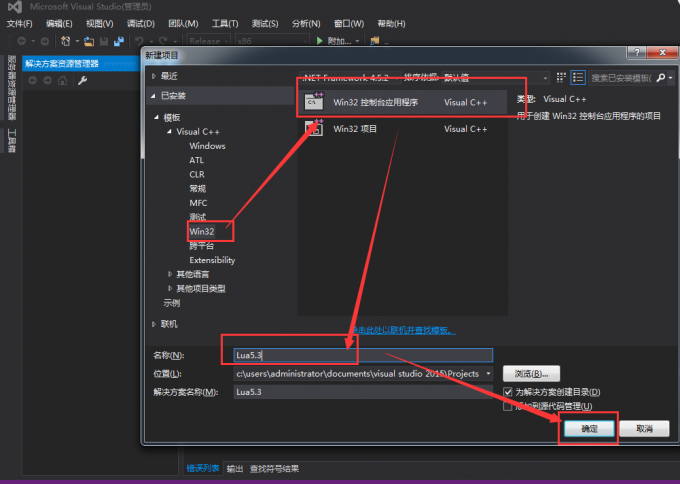 Microsoft Visual Studio(管理员)
文件(F) 编辑(E) 视图(V) 调试(D) 团队(M) 工具(T) 测试(S) 分析(N) 窗口(W) 帮助(H)
Release x86 附加...
解决方案资源管理器
工具箱
新建项目
最近
.NET Framework 4.5.2 排序依据: 默认值 搜索已安装模板(
已安装
Win32 控制台应用程序 Visual C++
类型: Visual C++
用于创建 Win32 控制台应用程序的项目
模板
Win32 项目 Visual C++
Visual C++
Windows
ATL
CLR
常规
MFC
测试
Win32
跨平台
Extensibility
其他语言
其他项目类型
示例
联机
单击此处以联机并查找模板。
名称(N): Lua5.3
位置(L): c:\users\administrator\documents\visual studio 2015\Projects 浏览(B)...
解决方案名称(M): Lua5.3
为解决方案创建目录(D)
添加到源代码管理(U)
确定 取消
错误列表 输出 查找符号结果